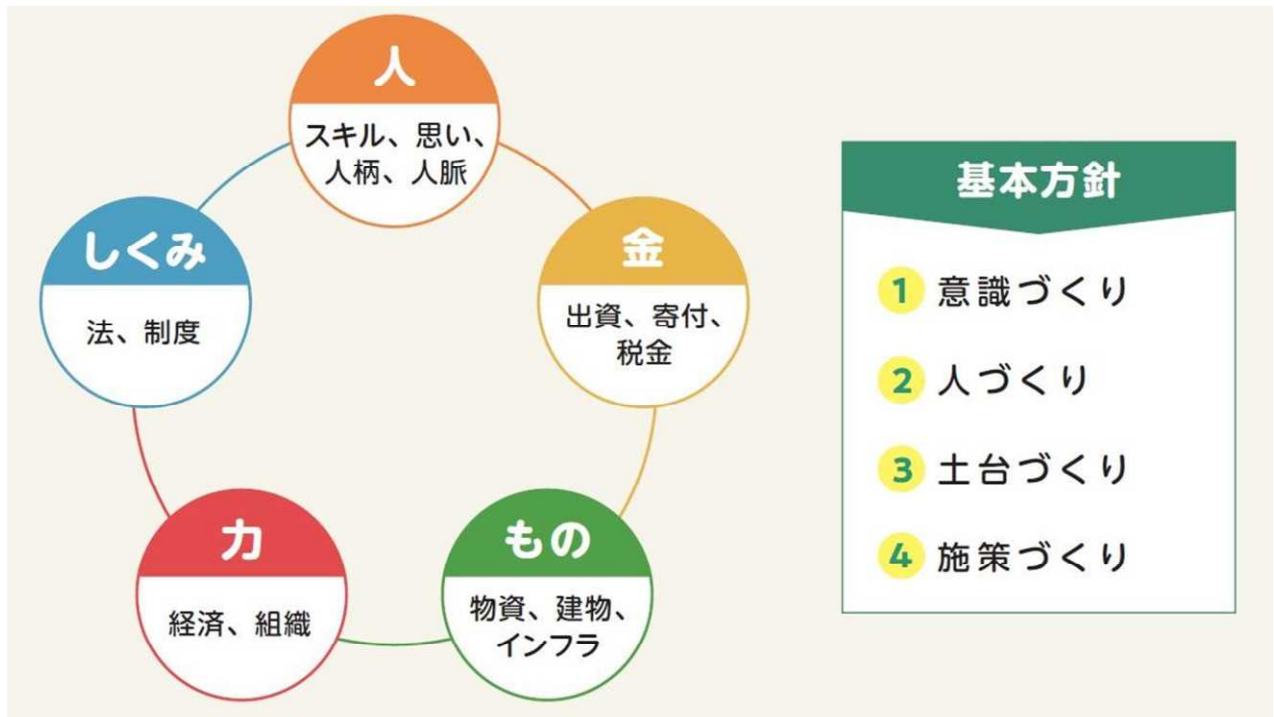 人
スキル、思い、
人柄、人脈
しくみ
法、制度
金
出資、寄付、
税金
力
経済、組織
もの
物資、建物、
インフラ
基本方針
1 意識づくり
2 人づくり
3 土台づくり
4 施策づくり